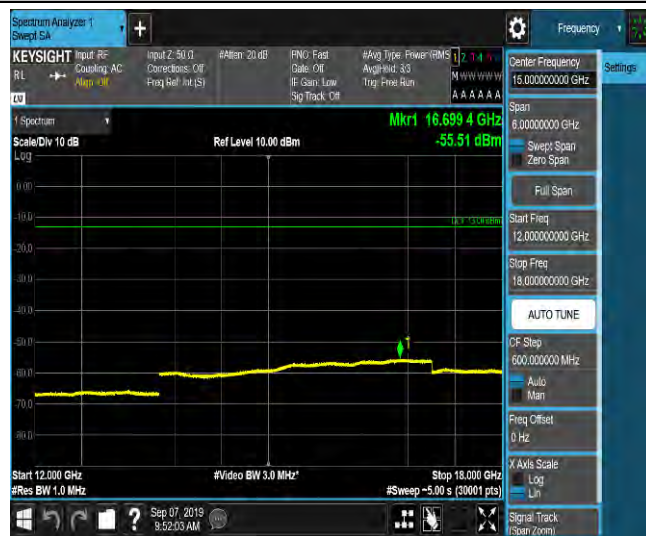 Spectrum Analyzer 1
Swept SA
+
Frequency
KEYSIGHT
Input: RF
Input Z: 50 Ω
#Atten: 20 dB
PNO: Fast
#Avg Type: Power (RMS
1 2 3 4 5
RL
Coupling: AC
Corrections: Off
Gate: Off
Avg|Hold: 3/3
Align: Off
Freq Ref: Int (S)
IF Gain: Low
Trig: Free Run
M W W W W W
Sig Track: Off
A A A A A A
LXI
1 Spectrum
Mkr1 16.699 4 GHz
Scale/Div 10 dB
Ref Level 10.00 dBm
-55.51 dBm
Log
0.00
-10.0
-20.0
-30.0
-40.0
-50.0
-60.0
-70.0
-80.0
1
Start 12.000 GHz
#Video BW 3.0 MHz*
Stop 18.000 GHz
#Res BW 1.0 MHz
#Sweep ~5.00 s (30001 pts)
Sep 07, 2019
9:52:03 AM
?
Center Frequency
15.000000000 GHz
Settings
Span
6.00000000 GHz
Swept Span
Zero Span
Full Span
Start Freq
12.000000000 GHz
Stop Freq
18.000000000 GHz
AUTO TUNE
CF Step
600.000000 MHz
Auto
Man
Freq Offset
0 Hz
X Axis Scale
Log
Lin
Signal Track
(Span Zoom)